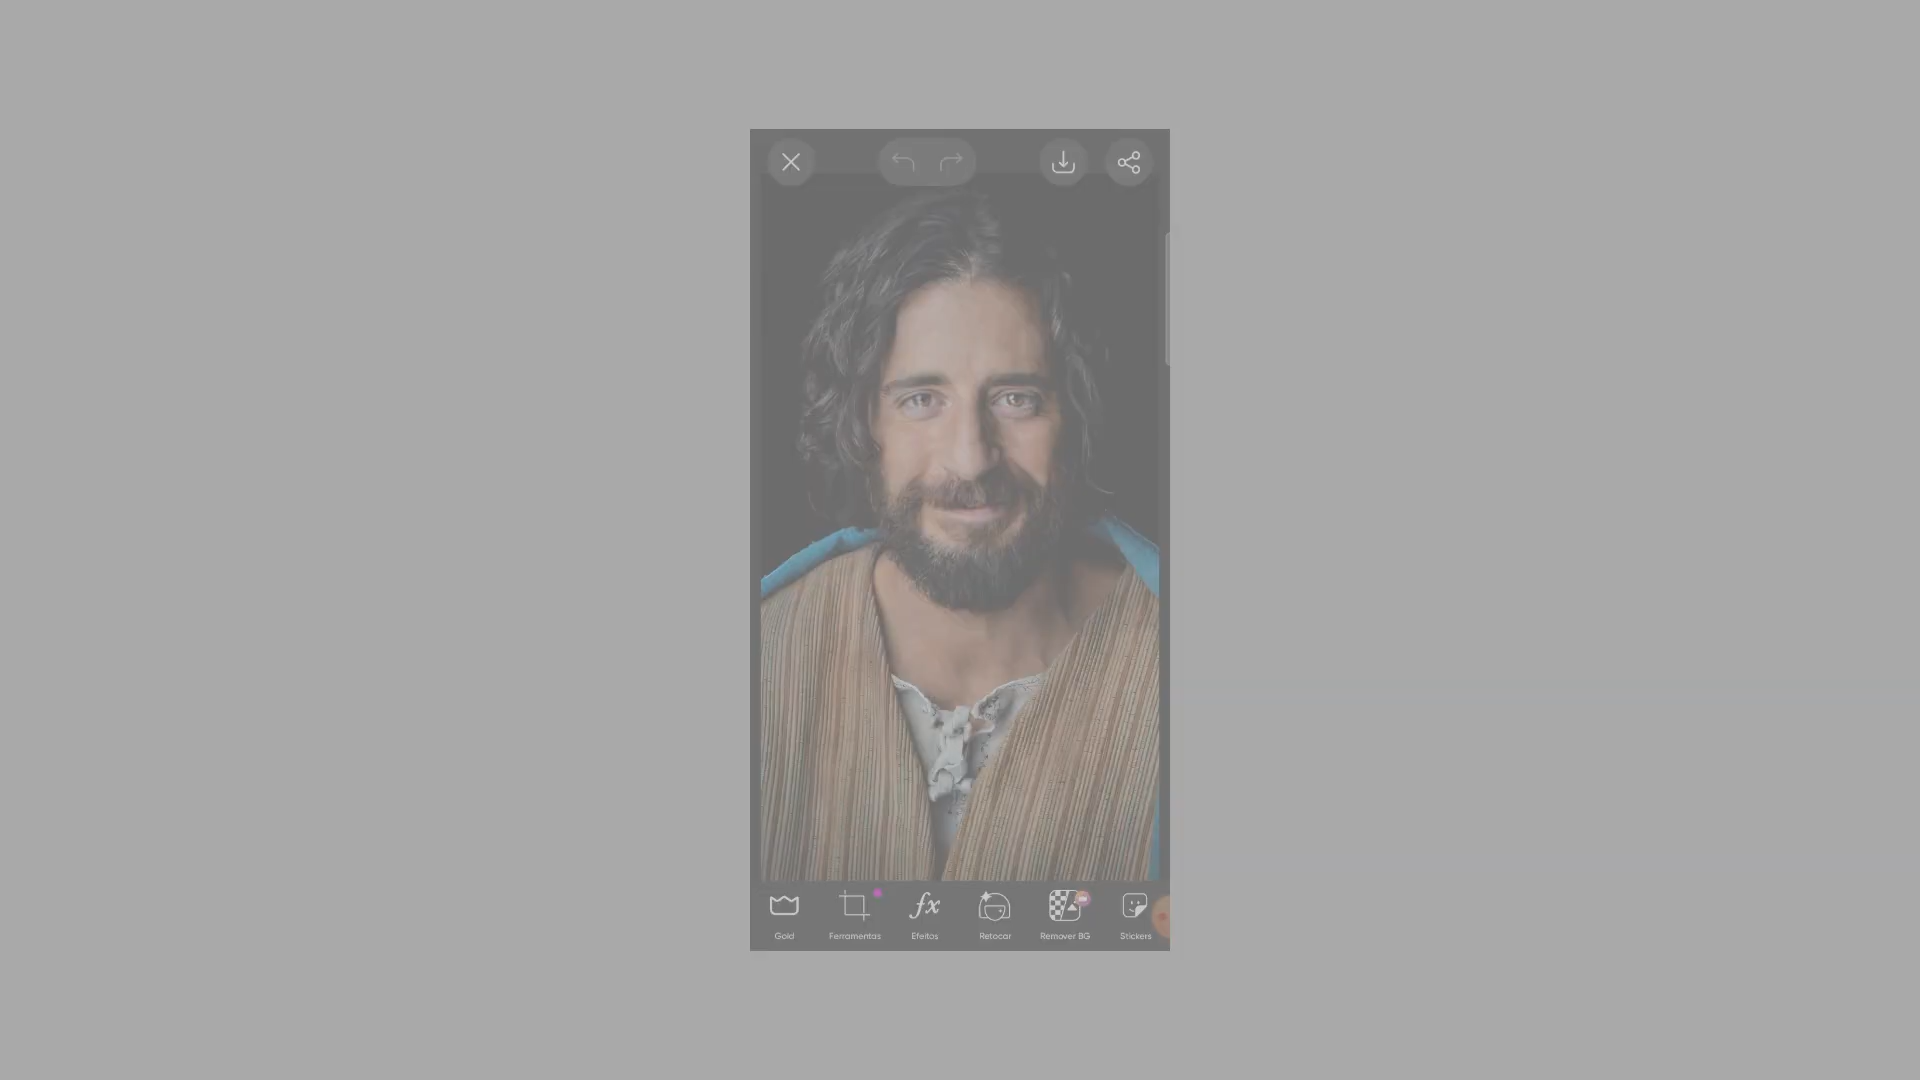 Gold
Ferramentas
Efeitos
Retocar
Remover BG
Stickers